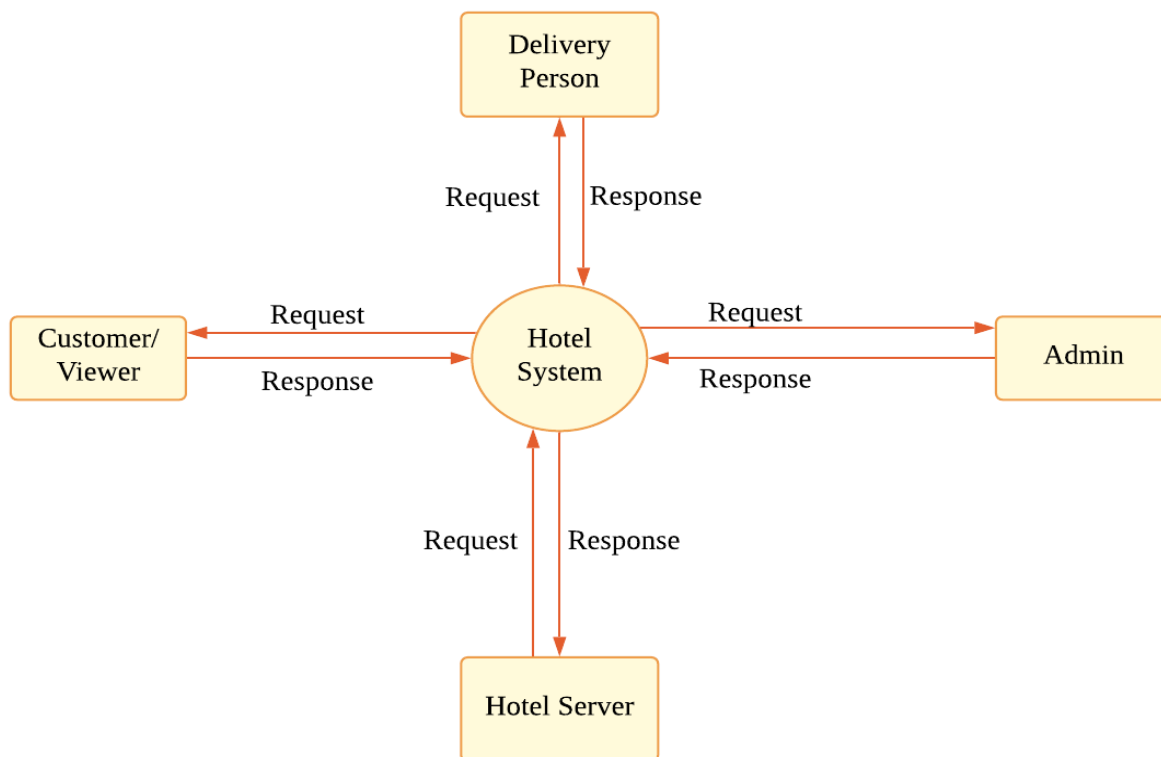 Delivery
Person
Request
Response
Request
Request
Customer/
Viewer
Hotel
System
Admin
Response
Response
Request
Response
Hotel Server